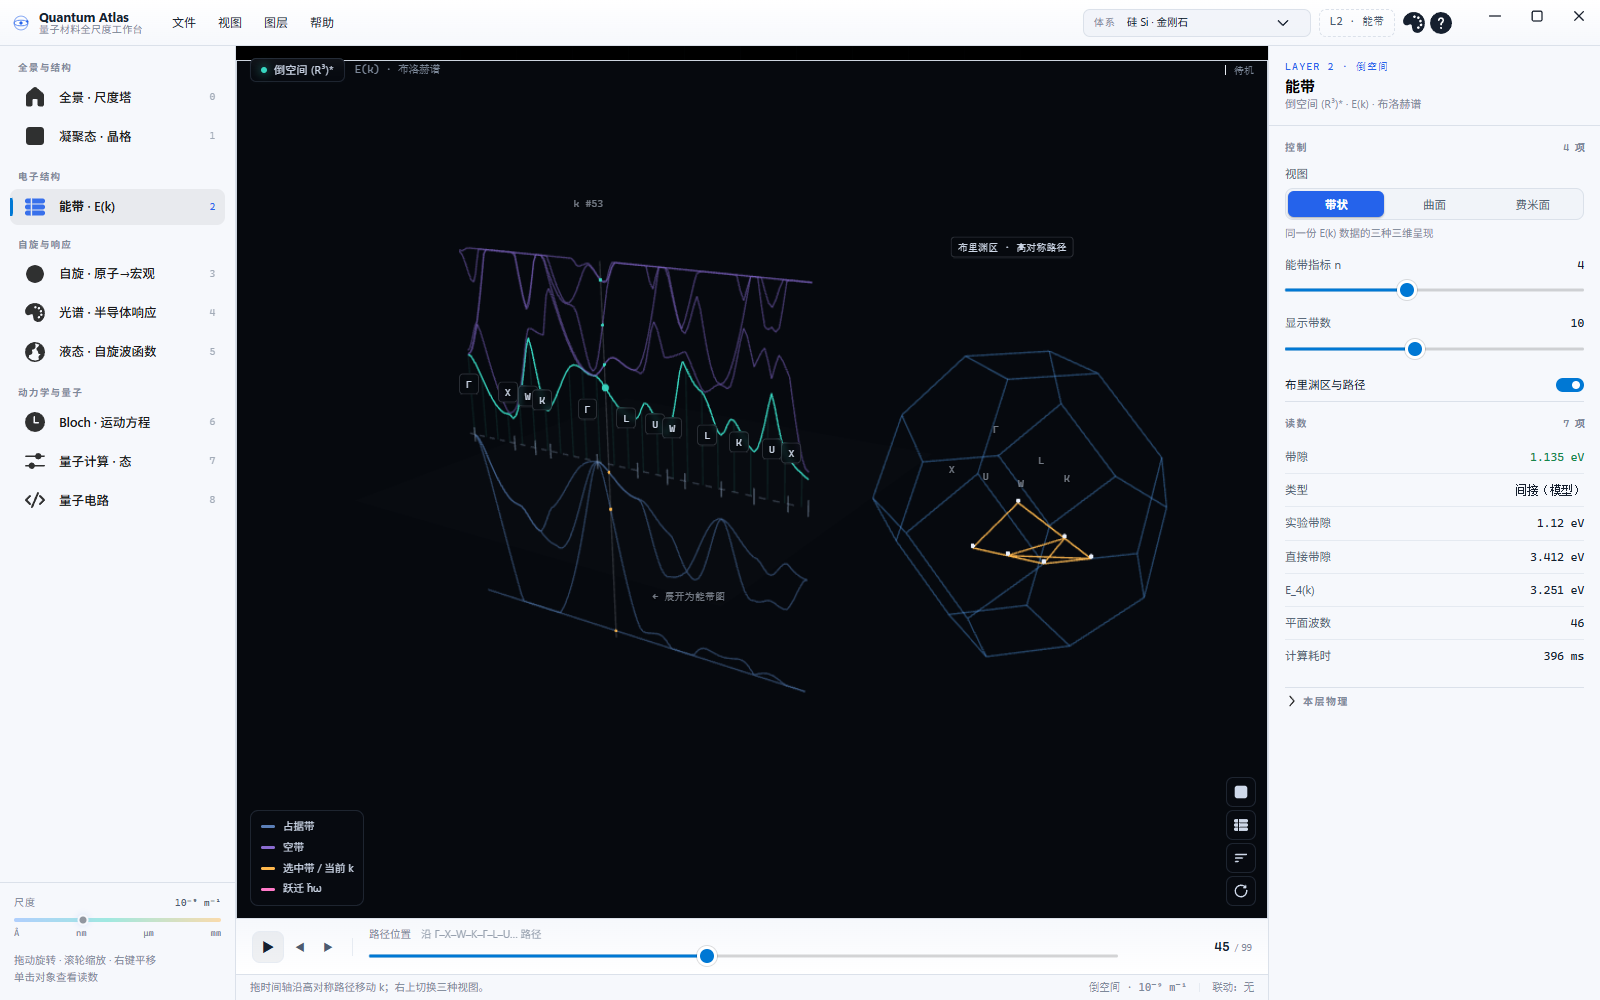 Quantum Atlas
量子材料全尺度工作台
文件 视图 图层 帮助
体系 硅 Si · 金刚石
L2 · 能带
全景与结构
全景 · 尺度塔 0
凝聚态 · 晶格 1
电子结构
能带 · E(k) 2
自旋与响应
自旋 · 原子→宏观 3
光谱 · 半导体响应 4
液态 · 自旋波函数 5
动力学与量子
Bloch · 运动方程 6
量子计算 · 态 7
量子电路 8
尺度 10⁻⁹ m⁻¹
Å nm μm mm
拖动旋转 · 滚轮缩放 · 右键平移
单击对象查看读数
倒空间 (R³)* E(k) · 布洛赫谱
待机
k #53
布里渊区 · 高对称路径
Γ X W K Γ L U W L K U X
Γ
X U L W K
← 展开为能带图
占据带
空带
选中带 / 当前 k
跃迁 ħω
路径位置 沿 Γ–X–W–K–Γ–L–U… 路径
45 / 99
拖时间轴沿高对称路径移动 k；右上切换三种视图。
倒空间 · 10⁻⁹ m⁻¹ 联动: 无
LAYER 2 · 倒空间
能带
倒空间 (R³)* · E(k) · 布洛赫谱
控制 4 项
视图
带状 曲面 费米面
同一份 E(k) 数据的三种三维呈现
能带指标 n 4
显示带数 10
布里渊区与路径
读数 7 项
带隙 1.135 eV
类型 间接（模型）
实验带隙 1.12 eV
直接带隙 3.412 eV
E_4(k) 3.251 eV
平面波数 46
计算耗时 396 ms
本层物理